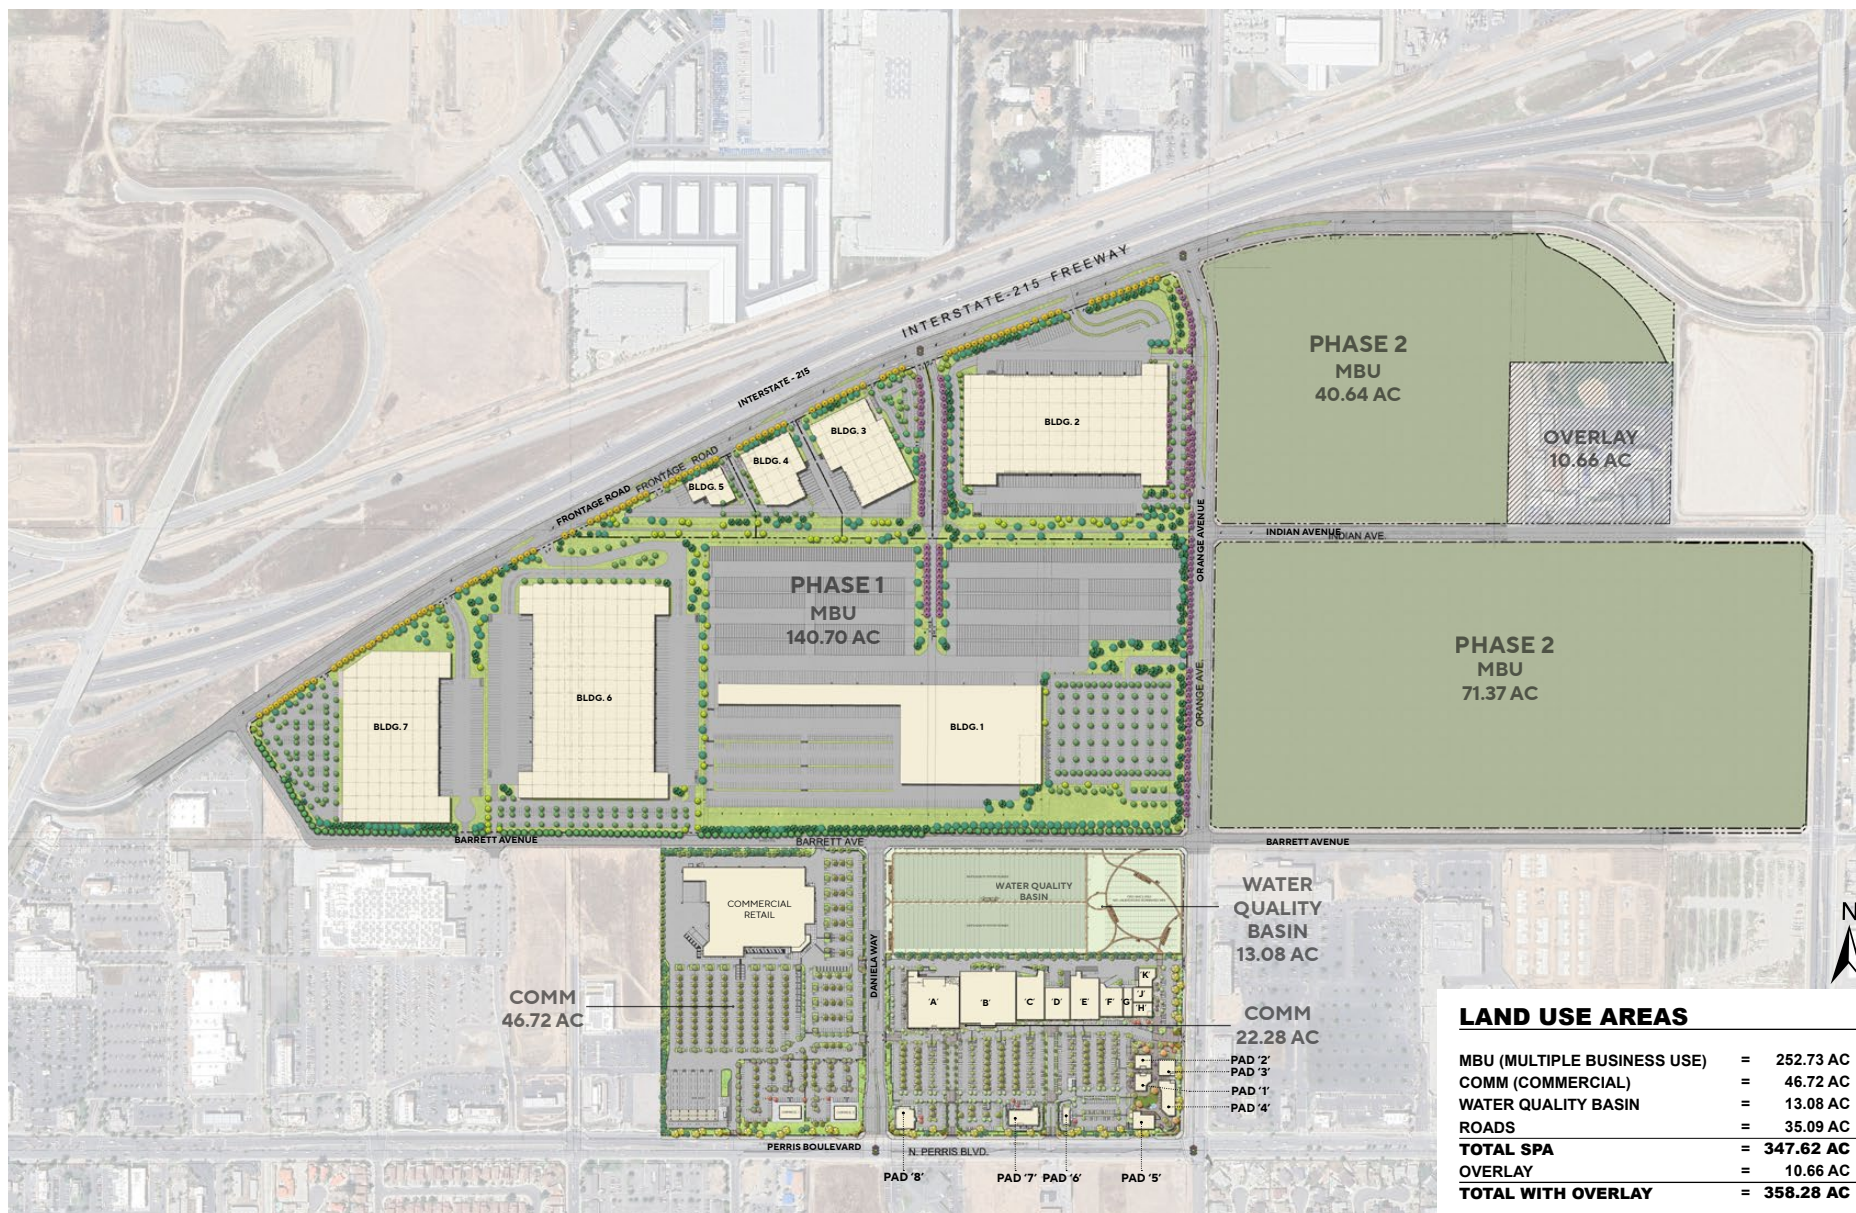 INTERSTATE-215 FREEWAY
INTERSTATE - 215
FRONTAGE ROAD
FRONTAGE ROAD
BLDG. 2
BLDG. 3
BLDG. 4
BLDG. 5
PHASE 2
MBU
40.64 AC
OVERLAY
10.66 AC
ORANGE AVENUE
INDIAN AVENUE
INDIAN AVE.
PHASE 1
MBU
140.70 AC
PHASE 2
MBU
71.37 AC
ORANGE AVE.
BLDG. 6
BLDG. 7
BLDG. 1
BARRETT AVENUE
BARRETT AVE
BARRETT AVENUE
COMMERCIAL
RETAIL
WATER QUALITY
BASIN
WATER
QUALITY
BASIN
13.08 AC
DANIELA WAY
COMM
46.72 AC
'A'
'B'
'C'
'D'
'E'
'F'
'G'
'H'
'J'
'K'
COMM
22.28 AC
PAD '2'
PAD '3'
PAD '1'
PAD '4'
PERRIS BOULEVARD
N. PERRIS BLVD.
PAD '8'
PAD '7'
PAD '6'
PAD '5'
N
LAND USE AREAS
MBU (MULTIPLE BUSINESS USE) = 252.73 AC
COMM (COMMERCIAL) = 46.72 AC
WATER QUALITY BASIN = 13.08 AC
ROADS = 35.09 AC
TOTAL SPA = 347.62 AC
OVERLAY = 10.66 AC
TOTAL WITH OVERLAY = 358.28 AC